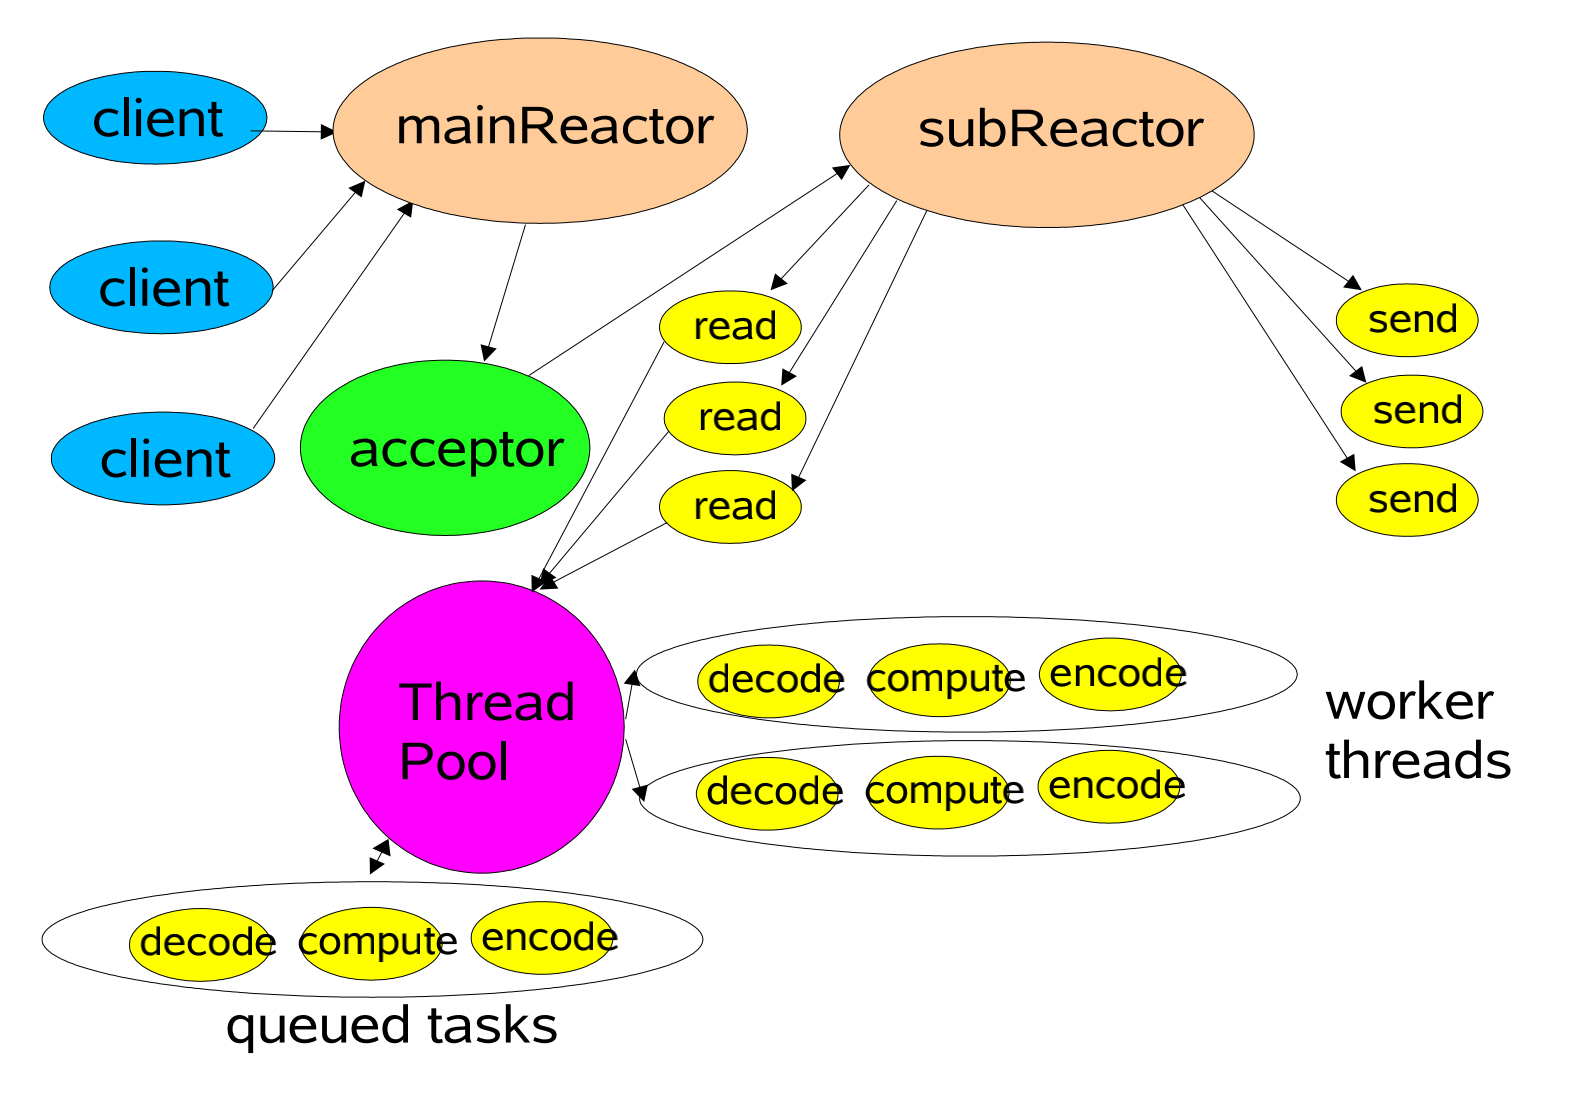 client
mainReactor
subReactor
client
read
send
read
send
acceptor
client
read
send
Thread
Pool
decode
compute
encode
decode
compute
encode
worker
threads
decode
compute
encode
queued tasks